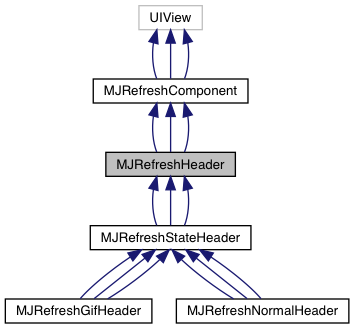 UIView
MJRefreshComponent
MJRefreshHeader
MJRefreshStateHeader
MJRefreshGifHeader
MJRefreshNormalHeader